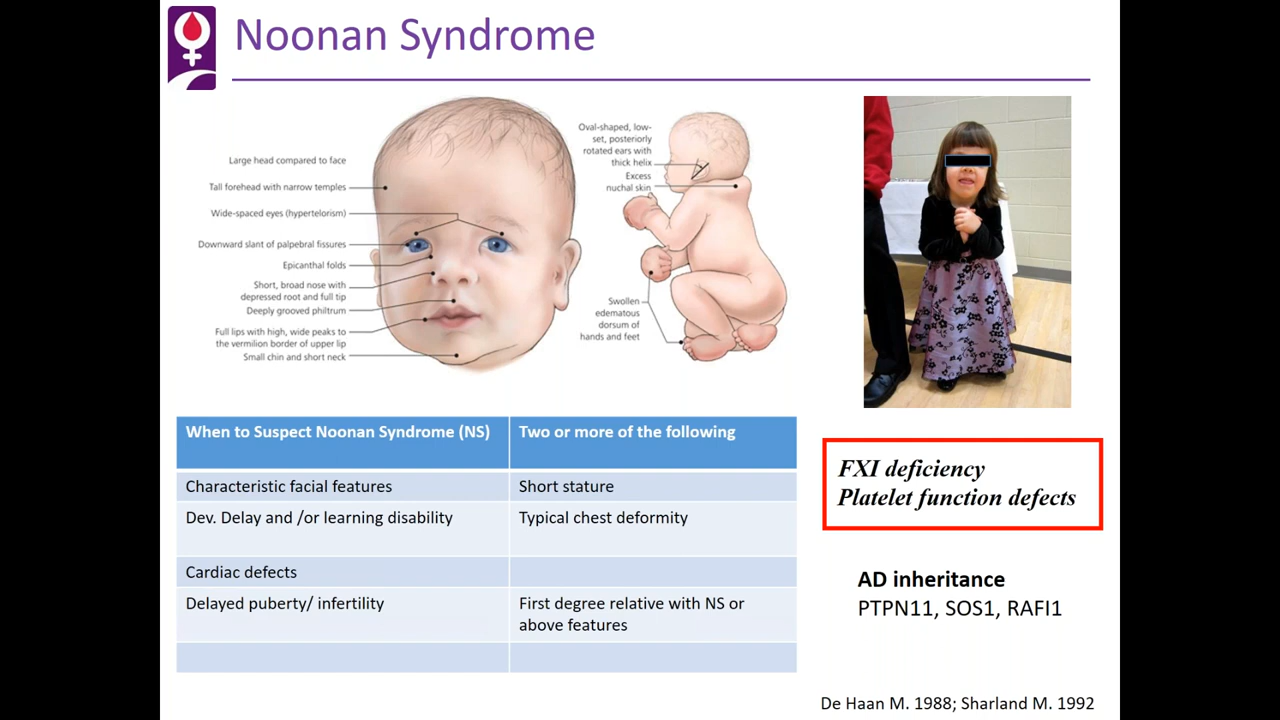 Noonan Syndrome
Large head compared to face
Tall forehead with narrow temples
Wide-spaced eyes (hypertelorism)
Downward slant of palpebral fissures
Epicanthal folds
Short, broad nose with
depressed root and full tip
Deeply grooved philtrum
Full lips with high, wide peaks to
the vermilion border of upper lip
Small chin and short neck
Oval-shaped, low-
set, posteriorly
rotated ears with
thick helix
Excess
nuchal skin
Swollen
edematous
dorsum of
hands and feet
When to Suspect Noonan Syndrome (NS) Two or more of the following
Characteristic facial features Short stature
Dev. Delay and /or learning disability Typical chest deformity
Cardiac defects
Delayed puberty/ infertility First degree relative with NS or
above features
FXI deficiency
Platelet function defects
AD inheritance
PTPN11, SOS1, RAFI1
De Haan M. 1988; Sharland M. 1992